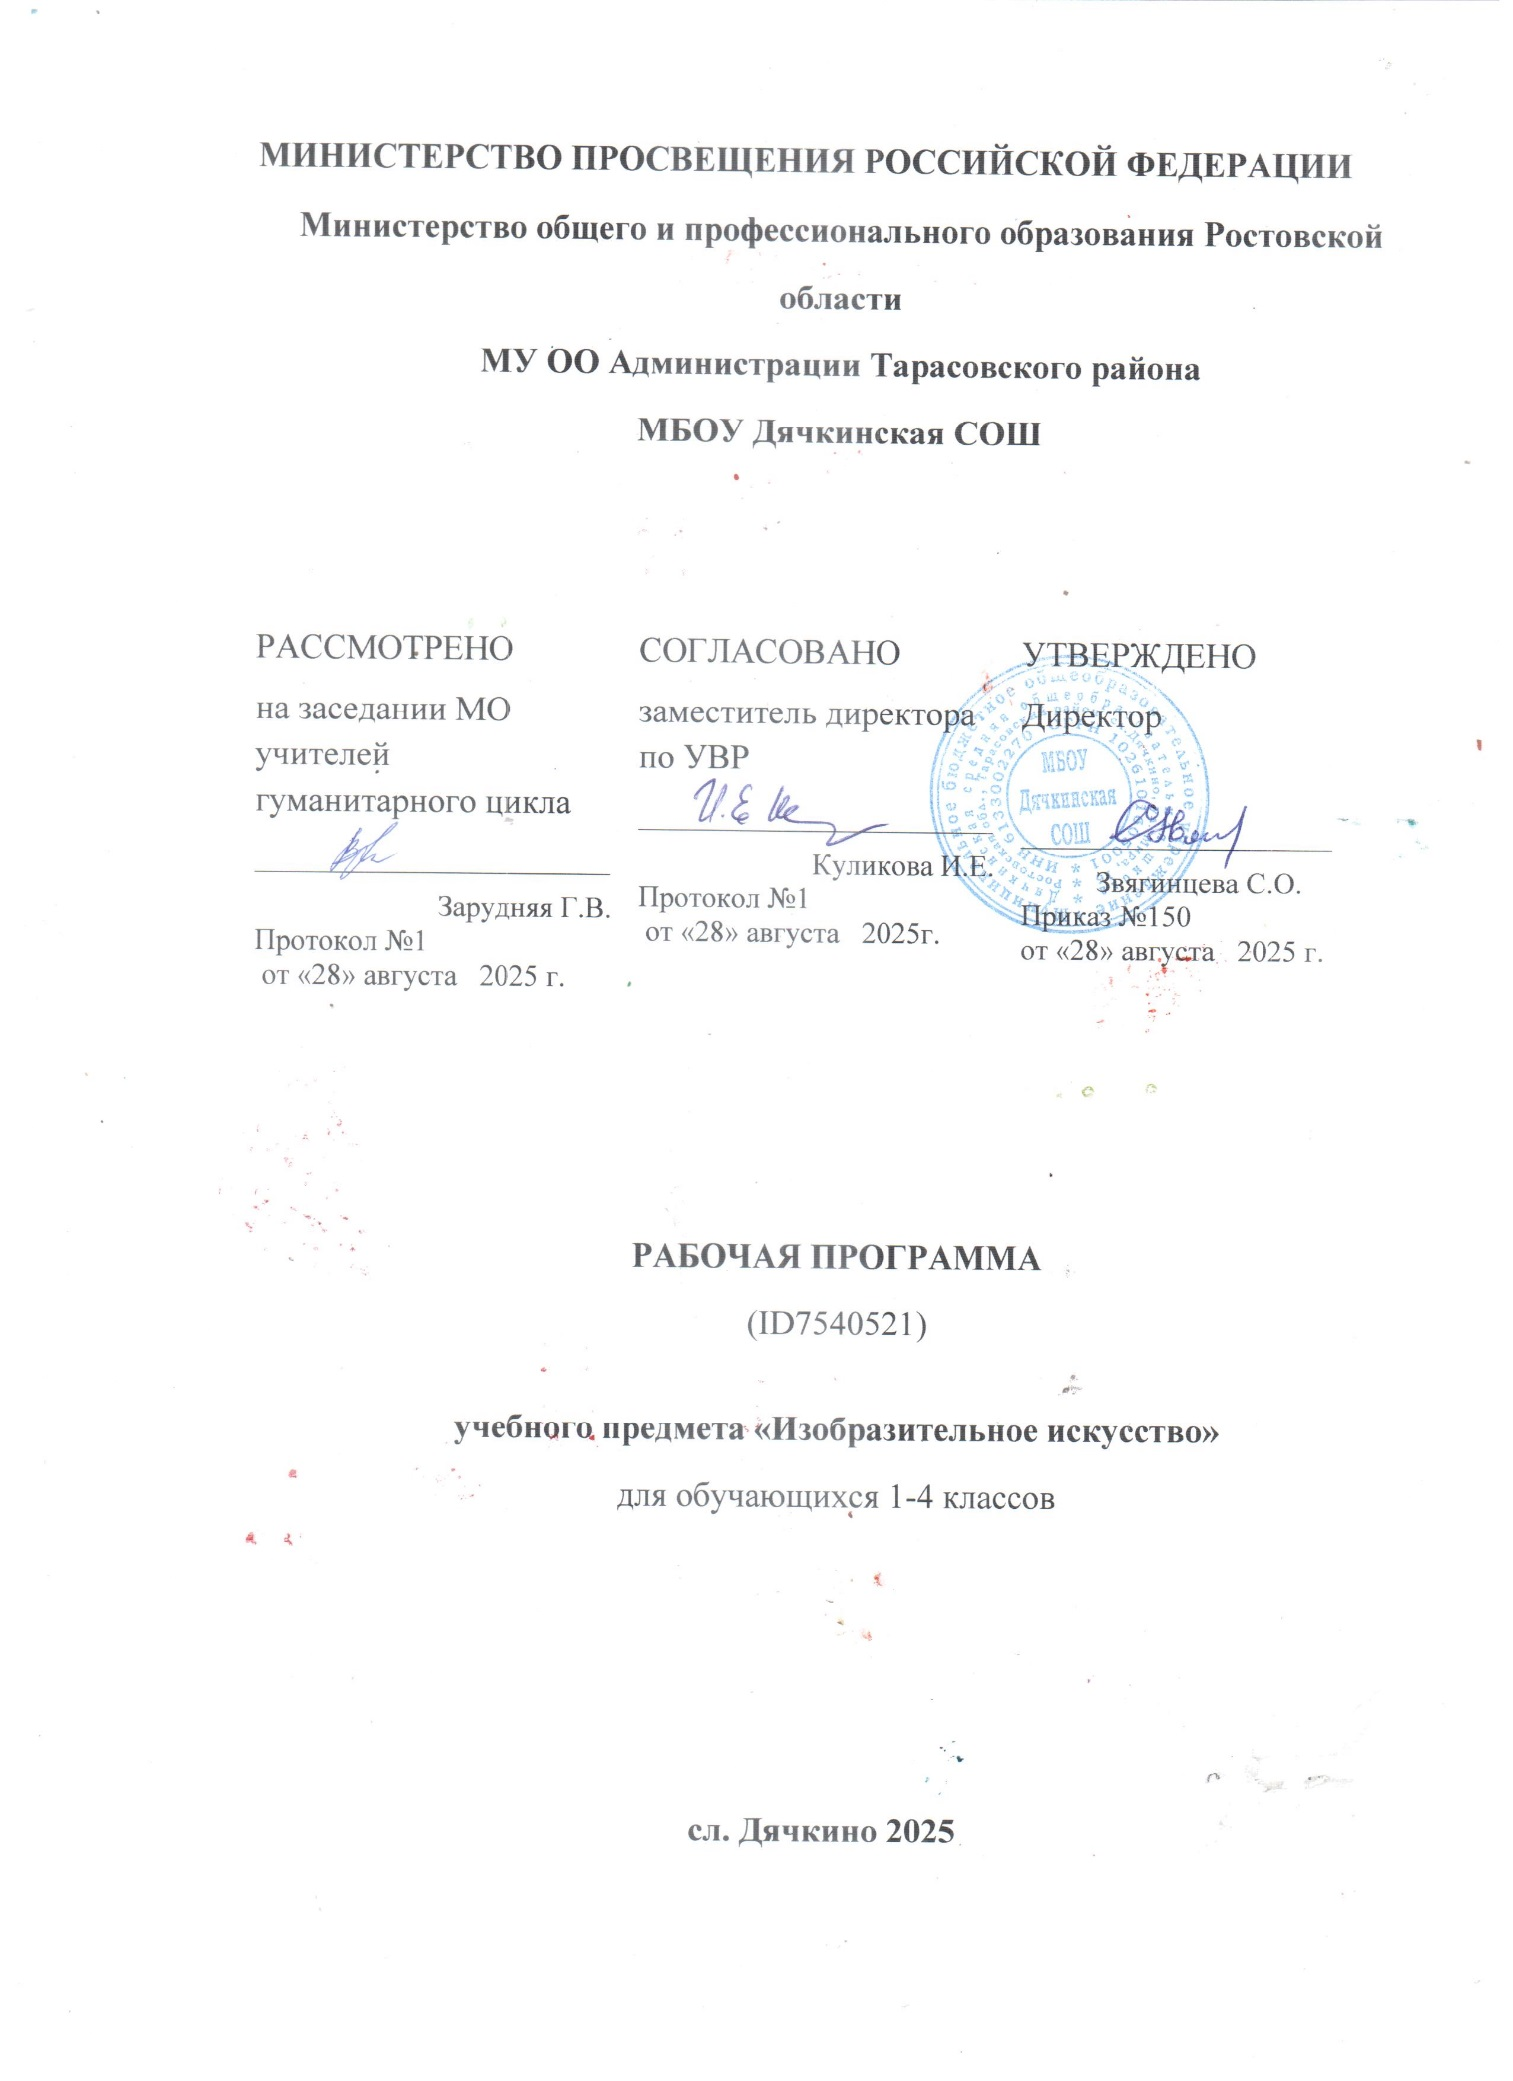 МИНИСТЕРСТВО ПРОСВЕЩЕНИЯ РОССИЙСКОЙ ФЕДЕРАЦИИ
Министерство общего и профессионального образования Ростовской
области
МУ ОО Администрации Тарасовского района
МБОУ Дячкинская СОШ
РАССМОТРЕНО
на заседании МО
учителей
гуманитарного цикла
Зарудняя Г.В.
Протокол №1
от «28» августа 2025 г.
СОГЛАСОВАНО
заместитель директора
по УВР
Куликова И.Е.
Протокол №1
от «28» августа 2025г.
УТВЕРЖДЕНО
Директор
Звягинцева С.О.
Приказ №150
от «28» августа 2025 г.
МБОУ
Дячкинская
СОШ
РАБОЧАЯ ПРОГРАММА
(ID7540521)
учебного предмета «Изобразительное искусство»
для обучающихся 1-4 классов
сл. Дячкино 2025